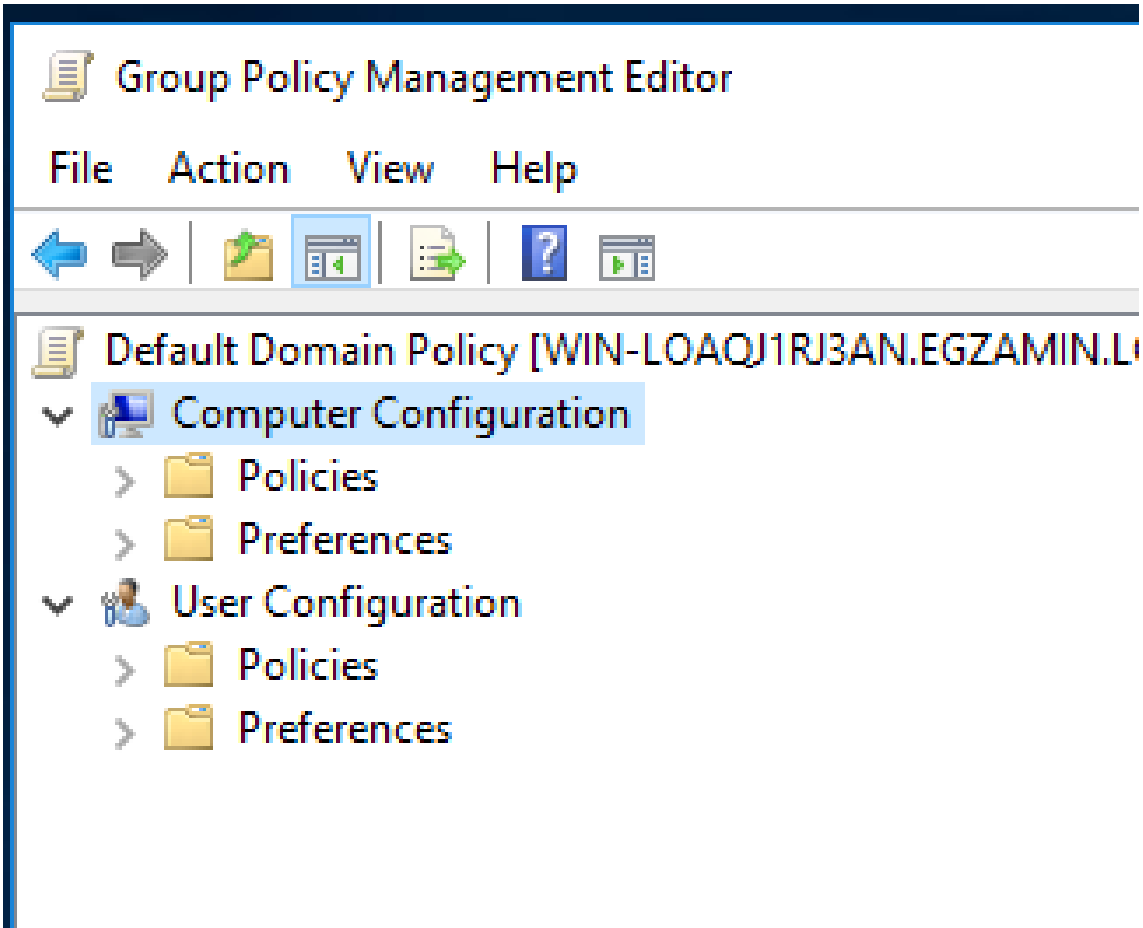 Group Policy Management Editor
File Action View Help
Default Domain Policy [WIN-LOAQJ1RJ3AN.EGZAMIN.L
Computer Configuration
Policies
Preferences
User Configuration
Policies
Preferences